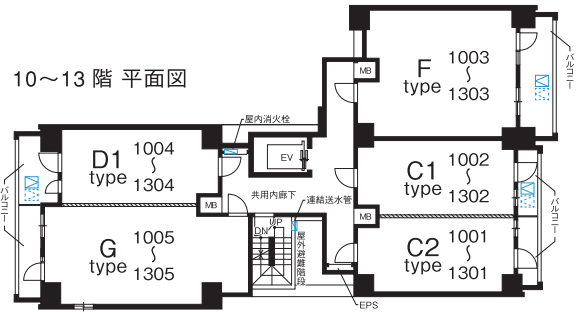 10～13 階 平面図
F
type
1003
～
1303
MB
バルコニー
屋内消火栓
D1
type
1004
～
1304
EV
C1
type
1002
～
1302
バルコニー
共用内廊下
連結送水管
MB
MB
バルコニー
G
type
1005
～
1305
UP
DN
屋外避難階段
C2
type
1001
～
1301
EPS